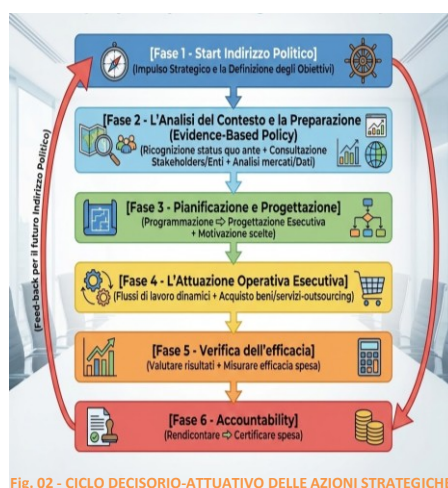 [Fase 1 - Start Indirizzo Politico]
(Impulso Strategico e la Definizione degli Obiettivi)
[Fase 2 - L'Analisi del Contesto e la Preparazione
(Evidence-Based Policy)
(Ricognizione status quo ante + Consultazione
Stakeholders/Enti + Analisi mercati/Dati)
[Fase 3 - Pianificazione e Progettazione]
(Programmazione ⇨ Progettazione Esecutiva
+ Motivazione scelte)
[Fase 4 - L'Attuazione Operativa Esecutiva]
(Flussi di lavoro dinamici + Acquisto beni/servizi-outsourcing)
[Fase 5 - Verifica dell'efficacia]
(Valutare risultati + Misurare efficacia spesa)
[Fase 6 - Accountability]
(Rendicontare ⇨ Certificare spesa)
(Feed-back per il futuro Indirizzo Politico)
Fig. 02 - CICLO DECISORIO-ATTUATIVO DELLE AZIONI STRATEGICHE